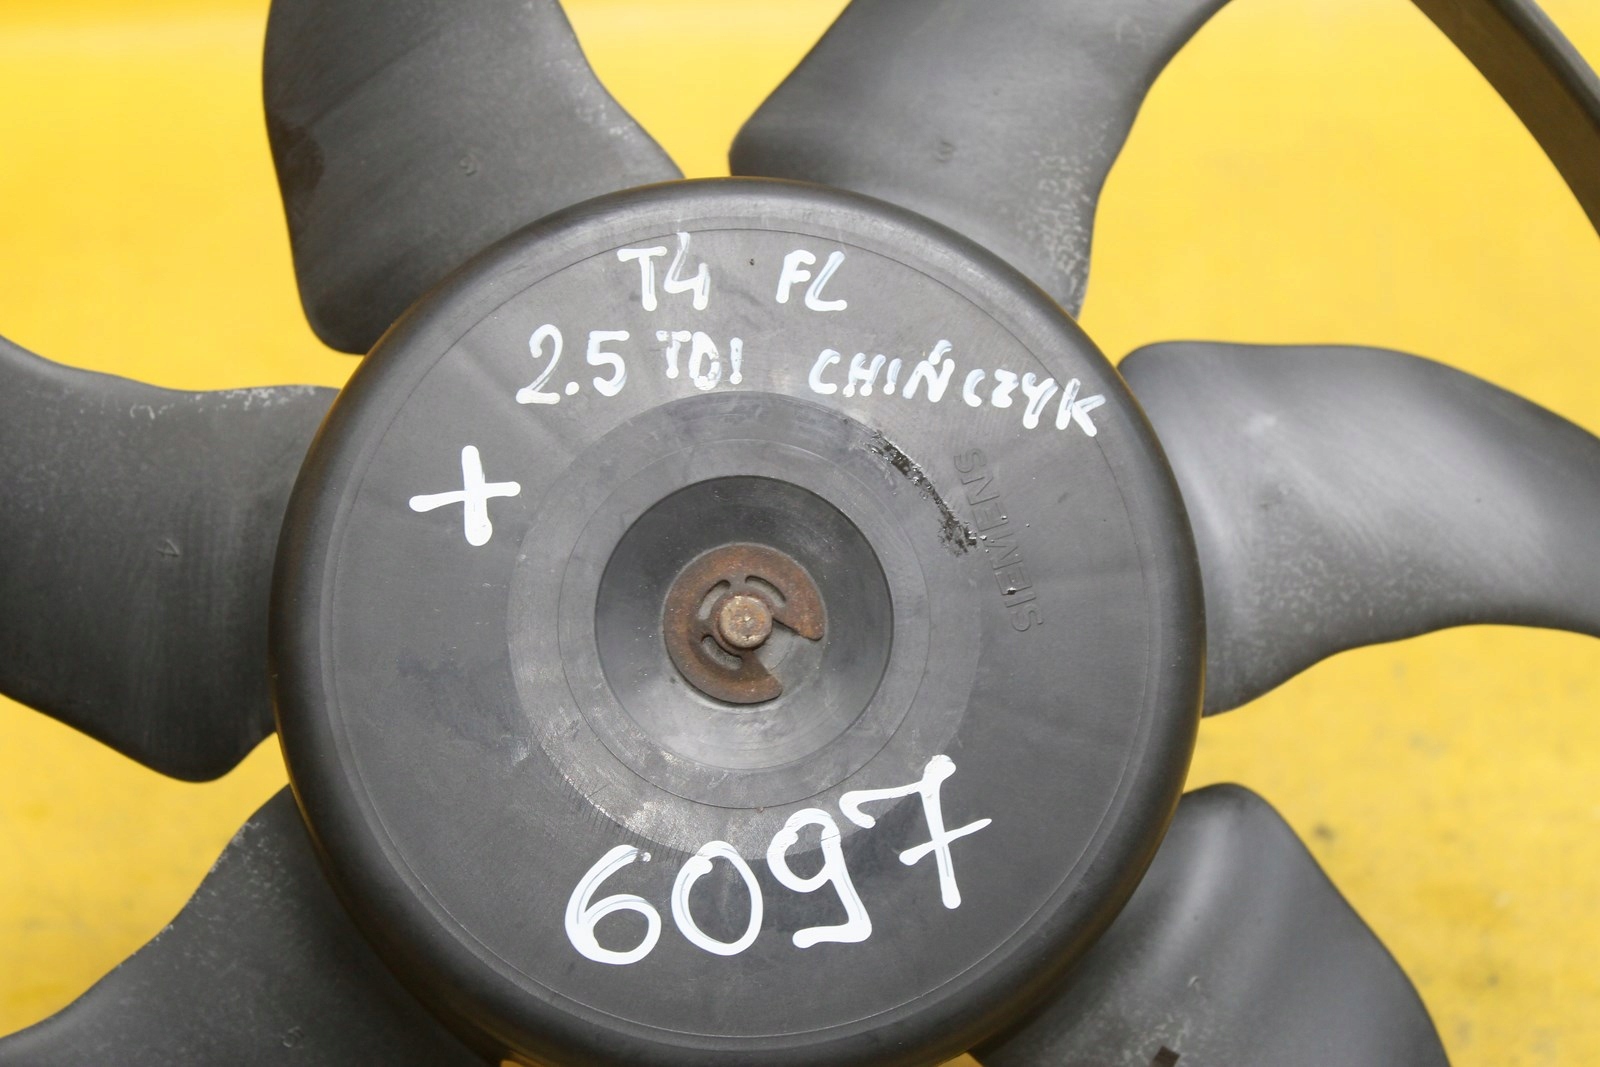 T4 FL
2.5 TDI CHIŃCZYK
+
SIEMENS
6097